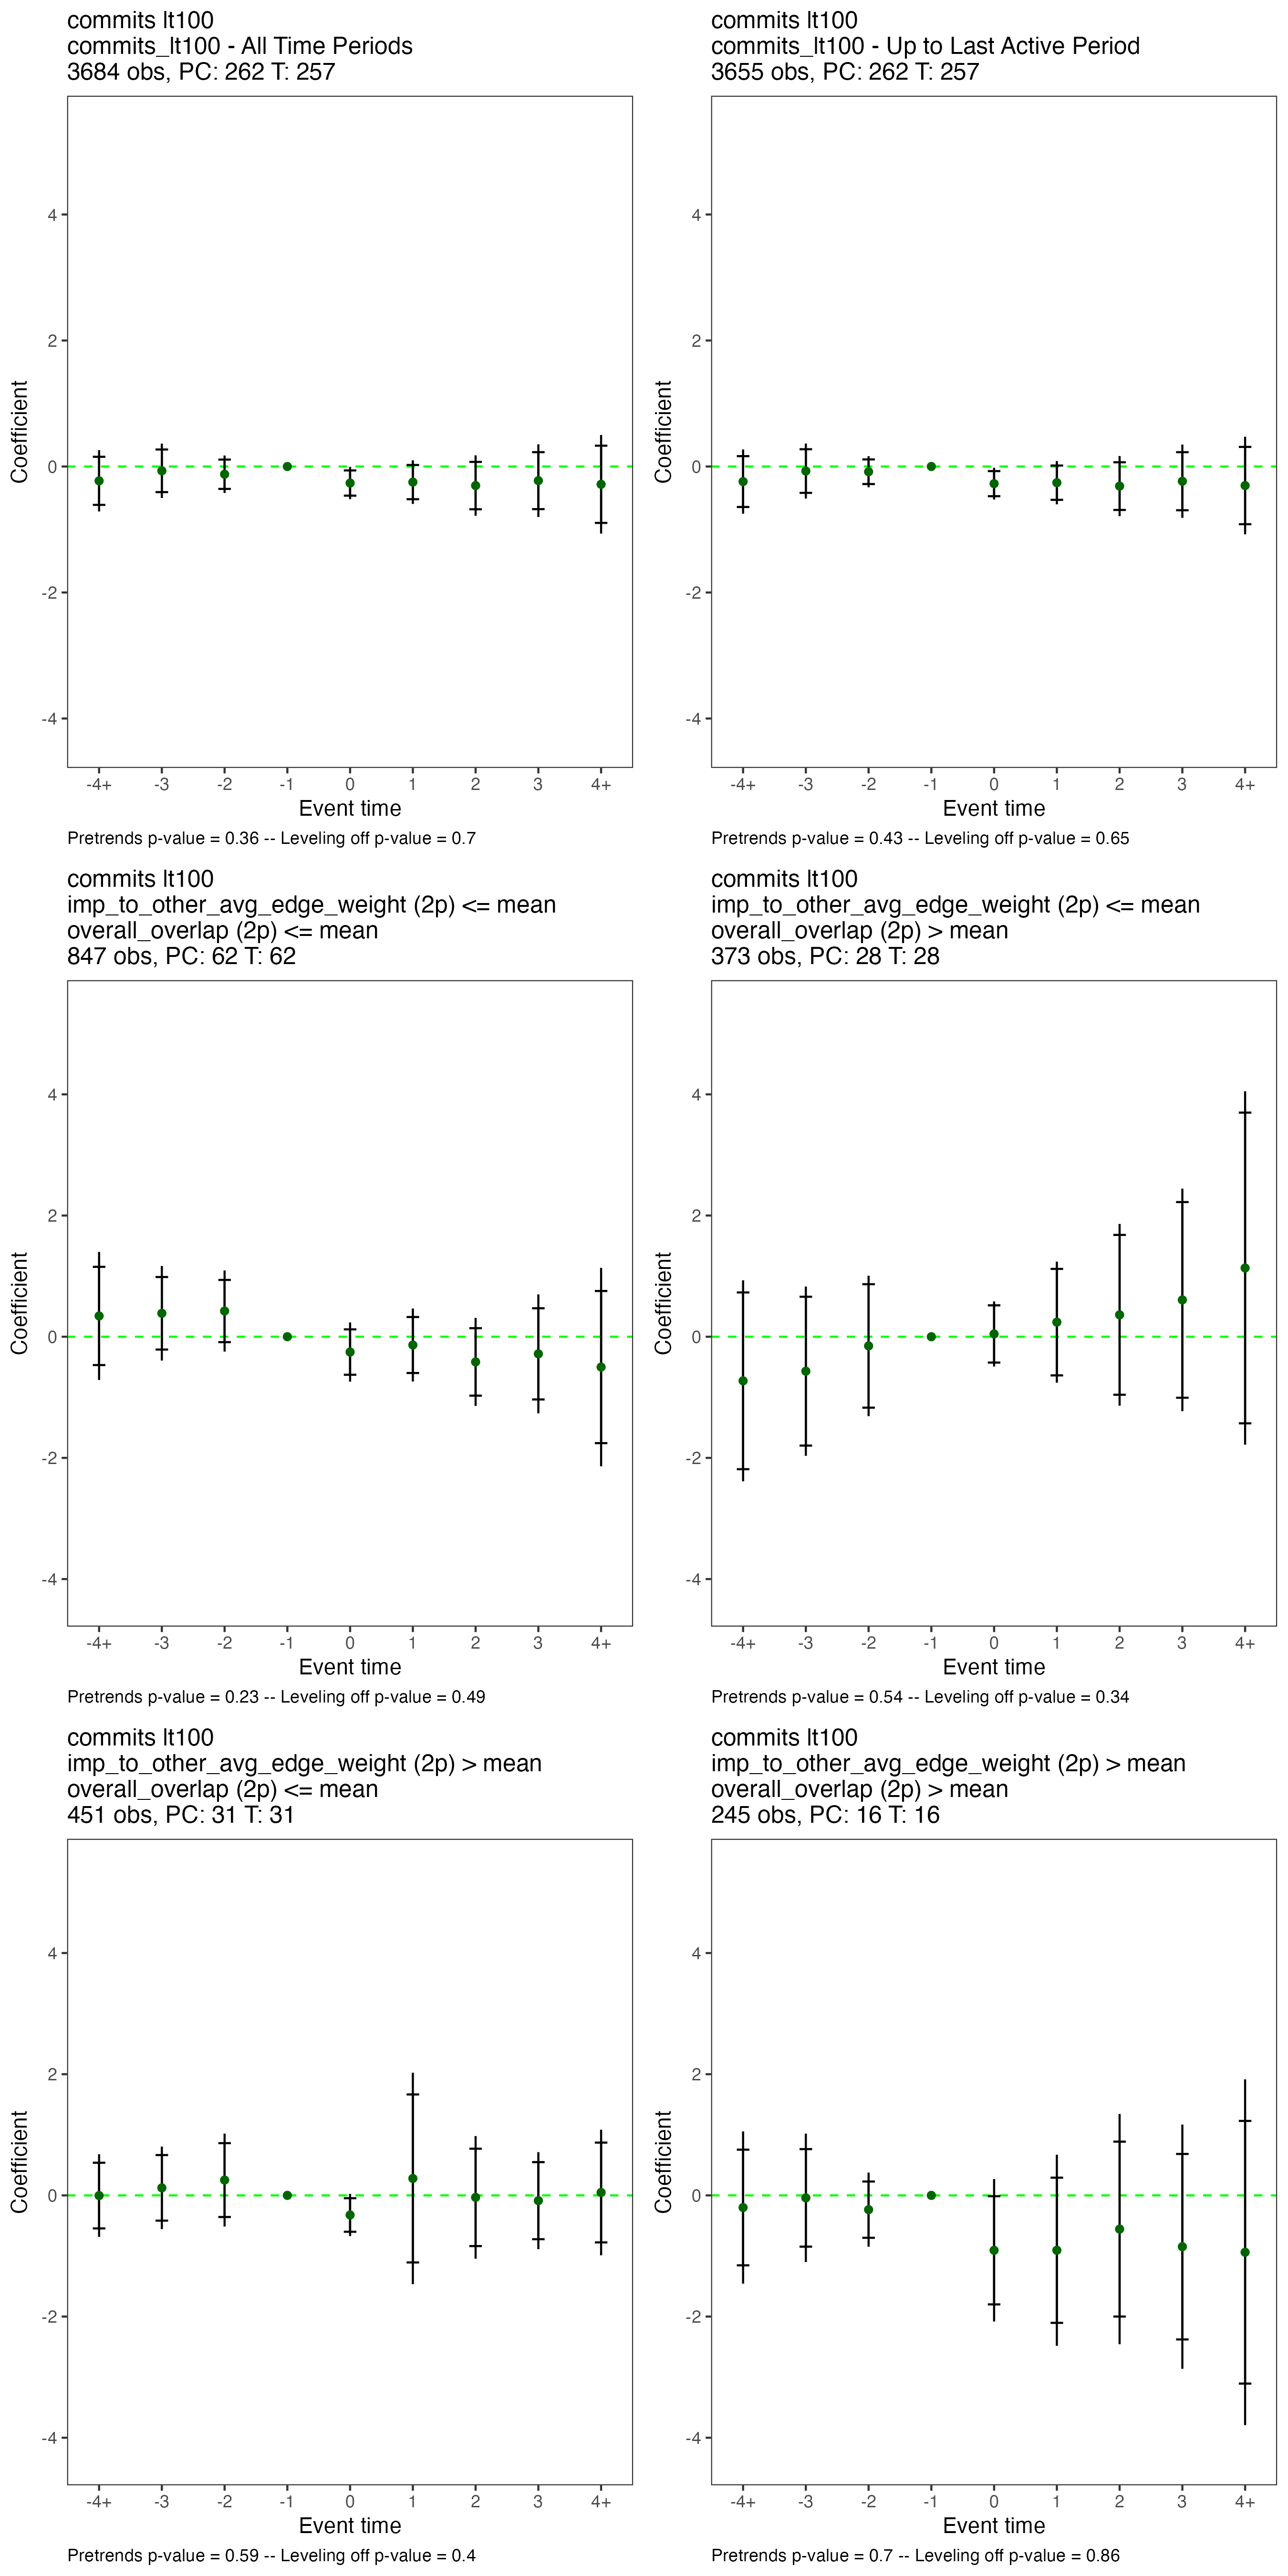 commits lt100
commits_lt100 - All Time Periods
3684 obs, PC: 262 T: 257
Coefficient
4
2
0
-2
-4
-4+ -3 -2 -1 0 1 2 3 4+
Event time
Pretrends p-value = 0.36 -- Leveling off p-value = 0.7
commits lt100
commits_lt100 - Up to Last Active Period
3655 obs, PC: 262 T: 257
Coefficient
4
2
0
-2
-4
-4+ -3 -2 -1 0 1 2 3 4+
Event time
Pretrends p-value = 0.43 -- Leveling off p-value = 0.65
commits lt100
imp_to_other_avg_edge_weight (2p) <= mean
overall_overlap (2p) <= mean
847 obs, PC: 62 T: 62
Coefficient
4
2
0
-2
-4
-4+ -3 -2 -1 0 1 2 3 4+
Event time
Pretrends p-value = 0.23 -- Leveling off p-value = 0.49
commits lt100
imp_to_other_avg_edge_weight (2p) <= mean
overall_overlap (2p) > mean
373 obs, PC: 28 T: 28
Coefficient
4
2
0
-2
-4
-4+ -3 -2 -1 0 1 2 3 4+
Event time
Pretrends p-value = 0.54 -- Leveling off p-value = 0.34
commits lt100
imp_to_other_avg_edge_weight (2p) > mean
overall_overlap (2p) <= mean
451 obs, PC: 31 T: 31
Coefficient
4
2
0
-2
-4
-4+ -3 -2 -1 0 1 2 3 4+
Event time
Pretrends p-value = 0.59 -- Leveling off p-value = 0.4
commits lt100
imp_to_other_avg_edge_weight (2p) > mean
overall_overlap (2p) > mean
245 obs, PC: 16 T: 16
Coefficient
4
2
0
-2
-4
-4+ -3 -2 -1 0 1 2 3 4+
Event time
Pretrends p-value = 0.7 -- Leveling off p-value = 0.86